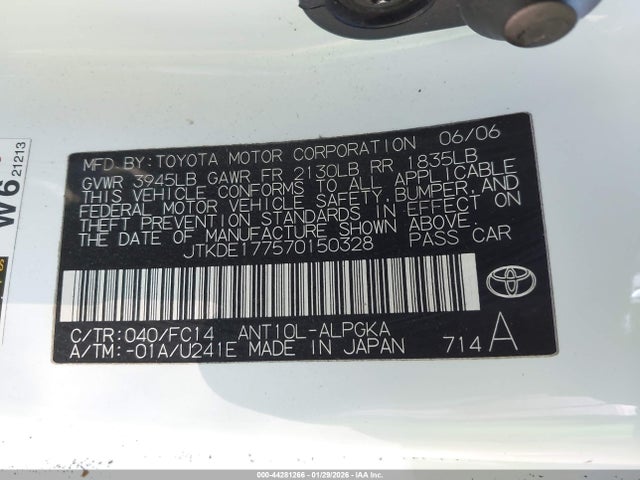 MFD BY: TOYOTA MOTOR CORPORATION 06/06
GVWR 3945LB GAWR FR 2130LB RR 1835LB
THIS VEHICLE CONFORMS TO ALL APPLICABLE
FEDERAL MOTOR VEHICLE SAFETY, BUMPER, AND
THEFT PREVENTION STANDARDS IN EFFECT ON
THE DATE OF MANUFACTURE SHOWN ABOVE.
JTKDE177570150328 PASS CAR
C/TR: 040/FC14 ANT10L-ALPGKA
A/TM: -01A/U241E MADE IN JAPAN 714 A
W6 21213
000-44281266 - 01/29/2026 - IAA Inc.